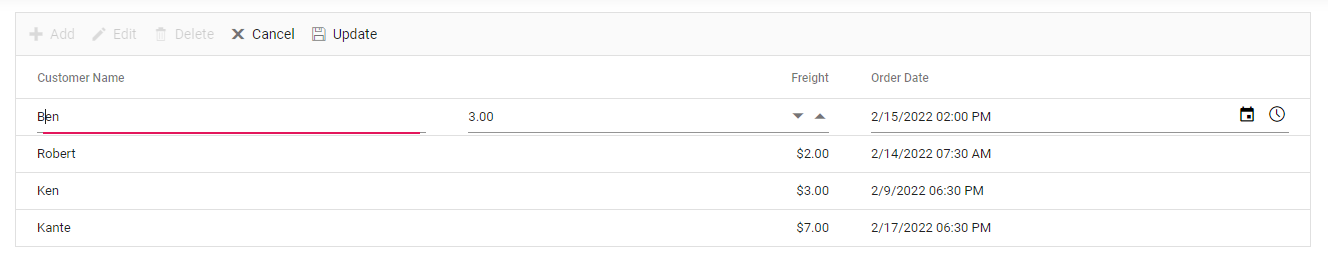 Add Edit Delete Cancel Update
Customer Name Freight Order Date
Ben 3.00 2/15/2022 02:00 PM
Robert $2.00 2/14/2022 07:30 AM
Ken $3.00 2/9/2022 06:30 PM
Kante $7.00 2/17/2022 06:30 PM